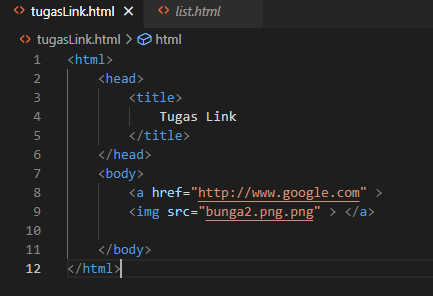 tugasLink.html × list.html
tugasLink.html > html
1 <html>
2     <head>
3         <title>
4             Tugas Link
5         </title>
6     </head>
7     <body>
8         <a href="http://www.google.com" >
9         <img src="bunga2.png.png" > </a>
10
11     </body>
12 </html>